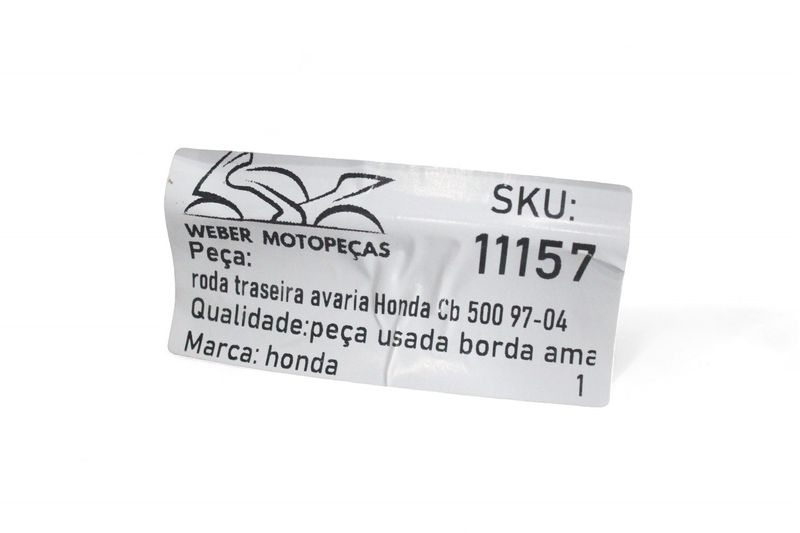 WEBER MOTOPEÇAS
SKU:
11157
Peça:
roda traseira avaria Honda Cb 500 97-04
Qualidade:peça usada borda ama
Marca: honda
1